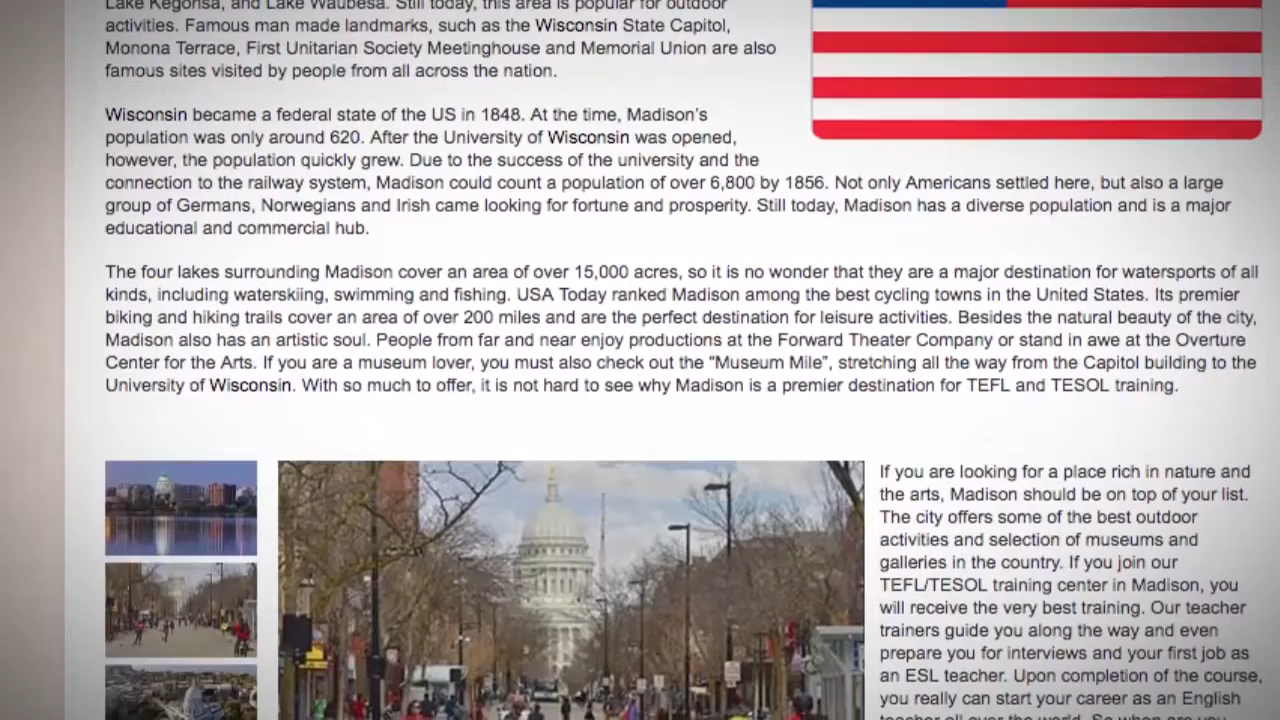 Lake Kegonsa, and Lake Waubesa. Still today, this area is popular for outdoor
activities. Famous man made landmarks, such as the Wisconsin State Capitol,
Monona Terrace, First Unitarian Society Meetinghouse and Memorial Union are also
famous sites visited by people from all across the nation.
Wisconsin became a federal state of the US in 1848. At the time, Madison's
population was only around 620. After the University of Wisconsin was opened,
however, the population quickly grew. Due to the success of the university and the
connection to the railway system, Madison could count a population of over 6,800 by 1856. Not only Americans settled here, but also a large
group of Germans, Norwegians and Irish came looking for fortune and prosperity. Still today, Madison has a diverse population and is a major
educational and commercial hub.
The four lakes surrounding Madison cover an area of over 15,000 acres, so it is no wonder that they are a major destination for watersports of all
kinds, including waterskiing, swimming and fishing. USA Today ranked Madison among the best cycling towns in the United States. Its premier
biking and hiking trails cover an area of over 200 miles and are the perfect destination for leisure activities. Besides the natural beauty of the city,
Madison also has an artistic soul. People from far and near enjoy productions at the Forward Theater Company or stand in awe at the Overture
Center for the Arts. If you are a museum lover, you must also check out the "Museum Mile", stretching all the way from the Capitol building to the
University of Wisconsin. With so much to offer, it is not hard to see why Madison is a premier destination for TEFL and TESOL training.
If you are looking for a place rich in nature and
the arts, Madison should be on top of your list.
The city offers some of the best outdoor
activities and selection of museums and
galleries in the country. If you join our
TEFL/TESOL training center in Madison, you
will receive the very best training. Our teacher
trainers guide you along the way and even
prepare you for interviews and your first job as
an ESL teacher. Upon completion of the course,
you really can start your career as an English
teacher all over the world. So when are you